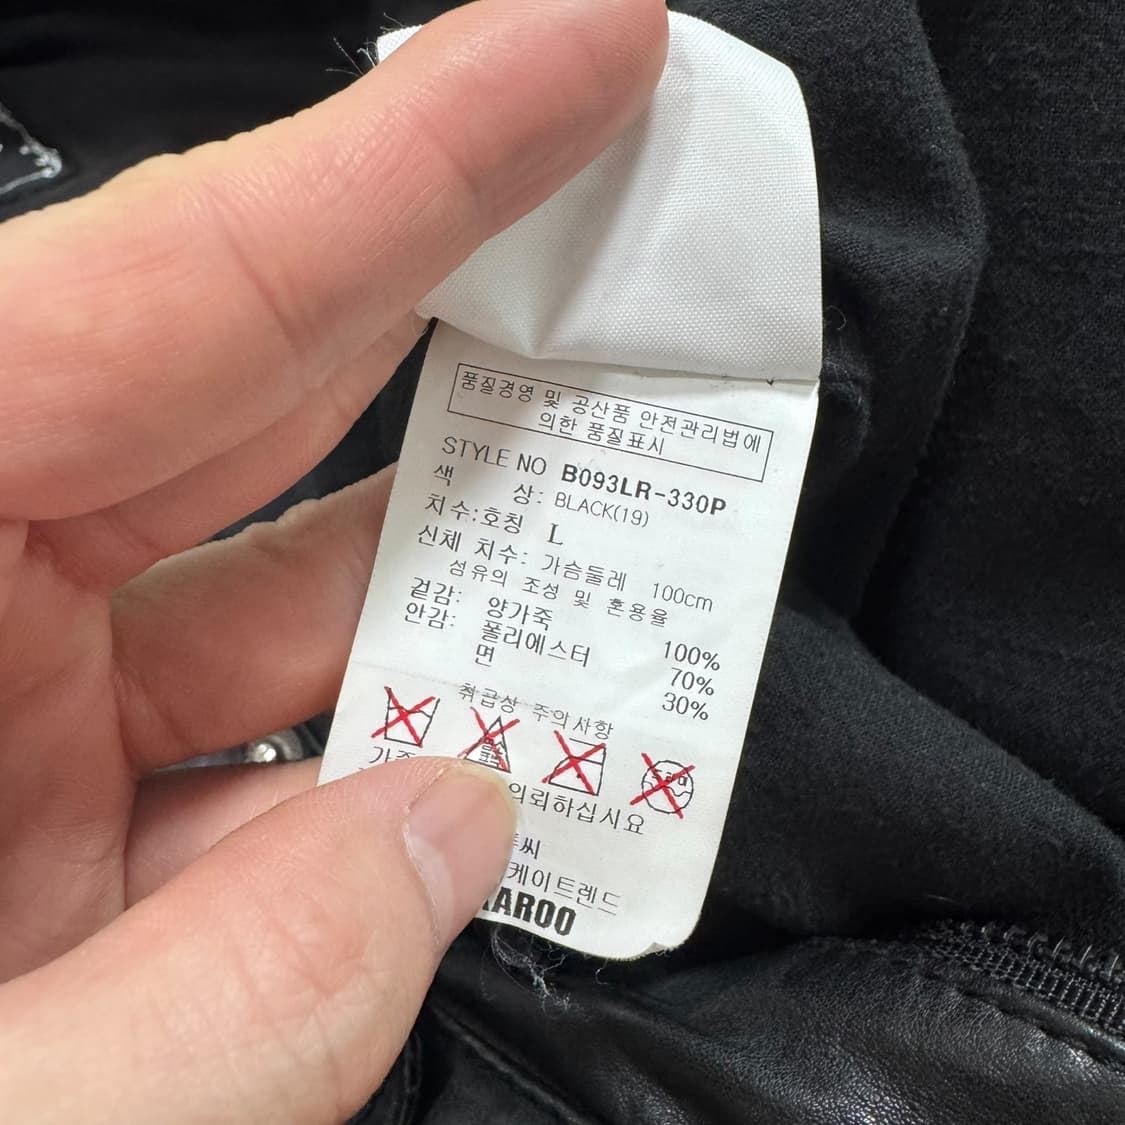 품질경영 및 공산품 안전관리법에
의한 품질표시
STYLE NO B093LR-330P
색 상: BLACK(19)
치수:호칭 L
신체 치수: 가슴둘레 100cm
섬유의 조성 및 혼용율
겉감: 양가죽 100%
안감: 폴리에스터 70%
면 30%
취급상 주의사항
의뢰하십시요
씨
케이트렌드
AROO